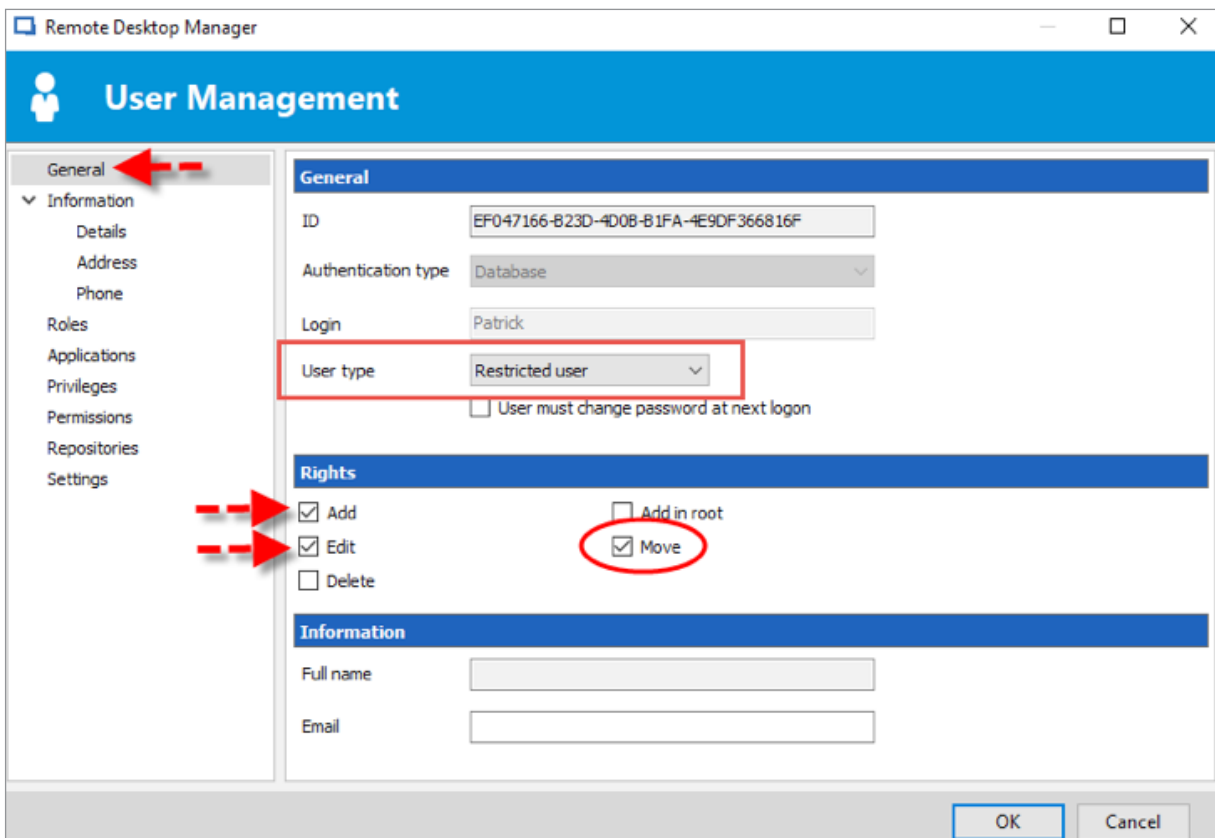 Remote Desktop Manager
User Management
General
Information
Details
Address
Phone
Roles
Applications
Privileges
Permissions
Repositories
Settings
General
ID EF047166-B23D-4D0B-B1FA-4E9DF366816F
Authentication type Database
Login Patrick
User type Restricted user
User must change password at next logon
Rights
Add Add in root
Edit Move
Delete
Information
Full name
Email
OK Cancel